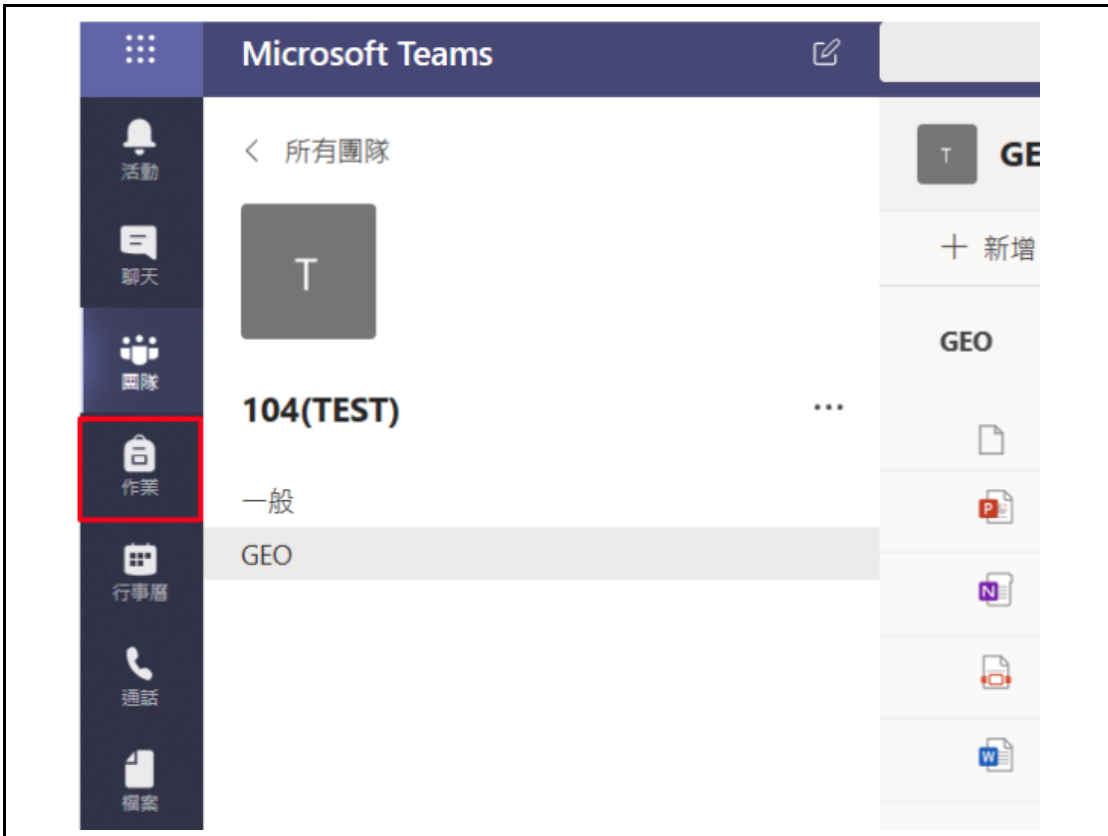 Microsoft Teams
活動
聊天
團隊
作業
行事曆
通話
檔案
所有團隊
T
104(TEST)
一般
GEO
T GE
新增
GEO